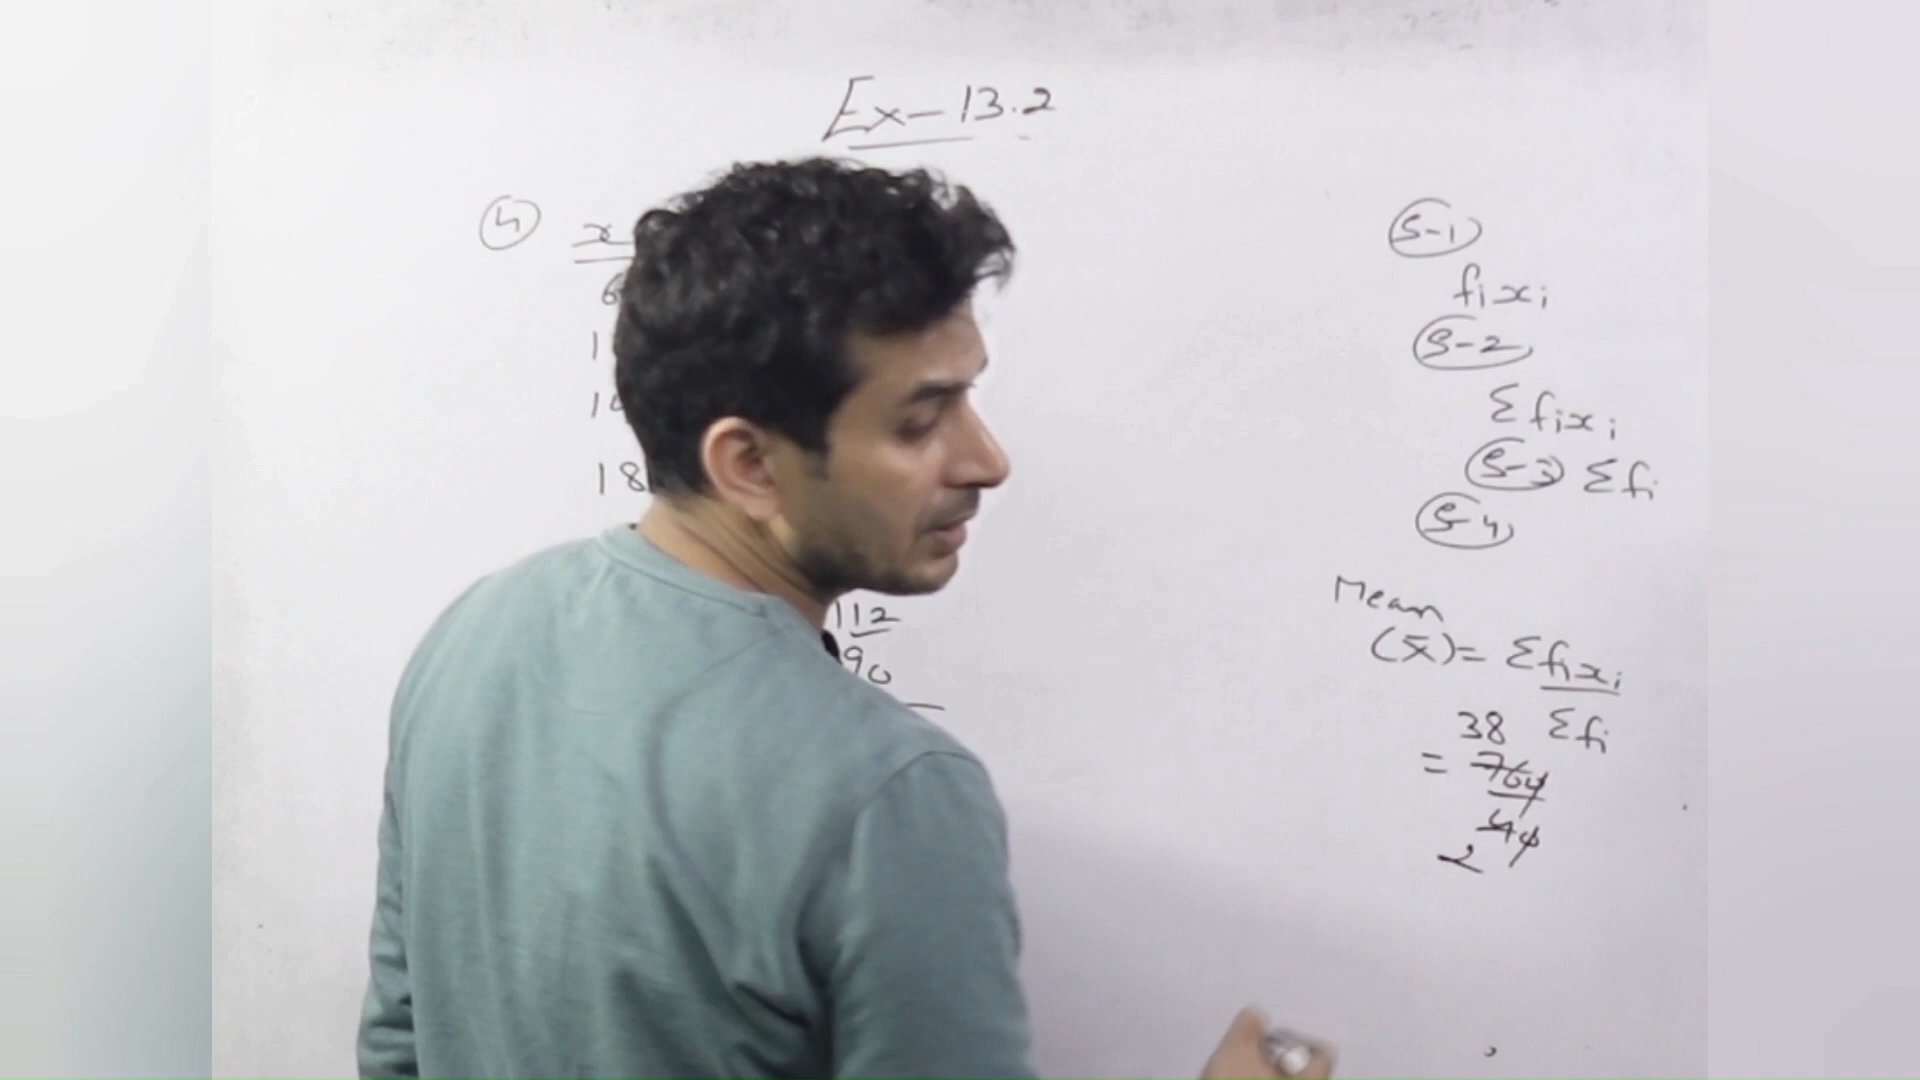 Ex-13.2
4 x
6
1
10
18
112
90
S-1
fixi
S-2
Σfixi
S-3 Σfi
S-4
Mean
(x̄) = Σfixi
Σfi
38
= 764
44
2